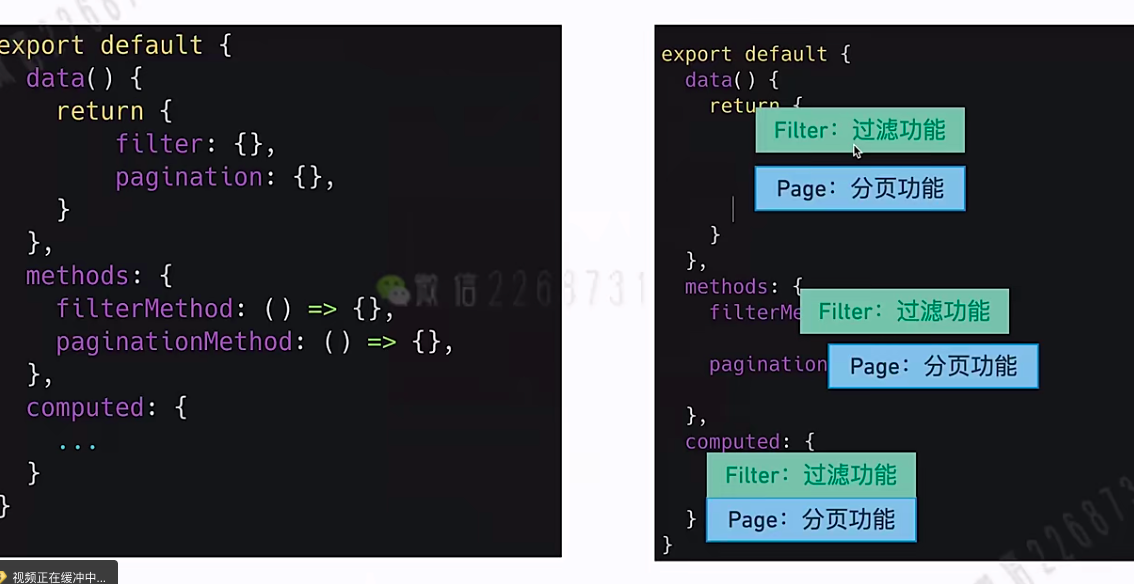 export default {
data() {
return {
filter: {},
pagination: {},
}
},
methods: {
filterMethod: () => {},
paginationMethod: () => {},
},
computed: {
...
}
}
export default {
data() {
return {
Filter: 过滤功能
Page: 分页功能
}
},
methods: {
filterMe
Filter: 过滤功能
pagination
Page: 分页功能
},
computed: {
Filter: 过滤功能
Page: 分页功能
}
}
微信2268731
视频正在缓冲中...